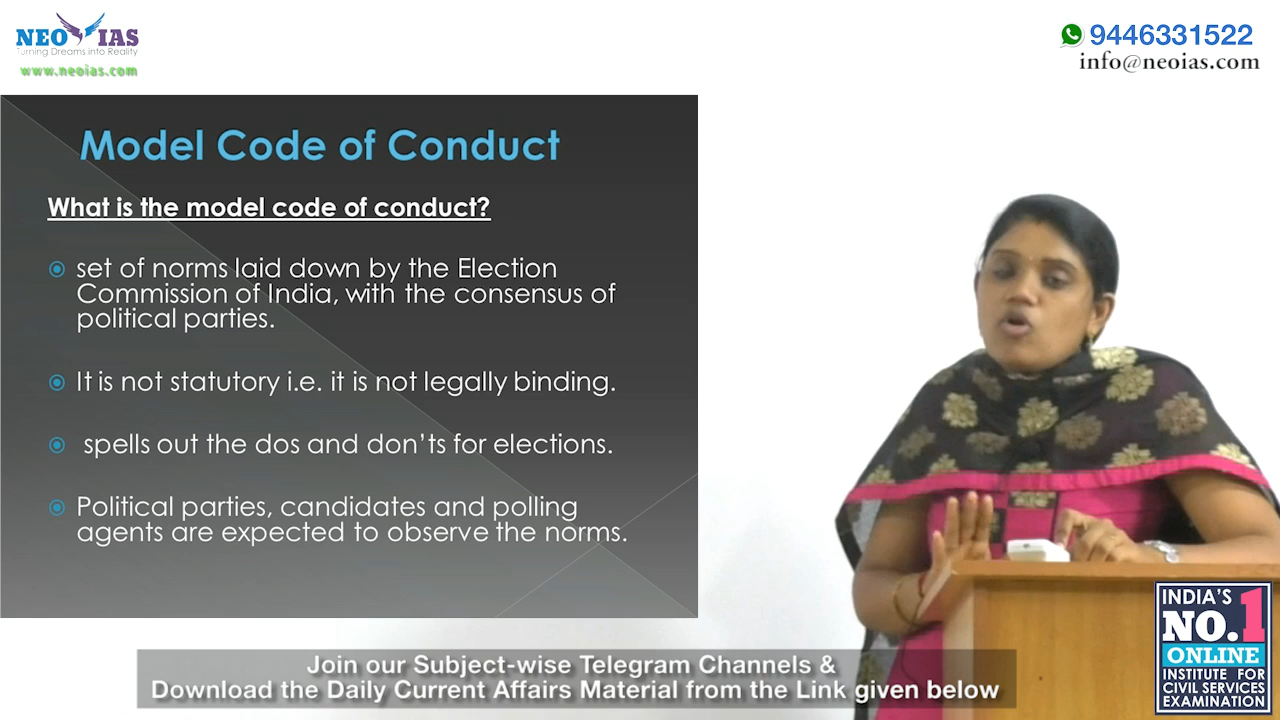 NEO IAS
Turning Dreams into Reality
www.neoias.com
9446331522
info@neoias.com
Model Code of Conduct
What is the model code of conduct?
set of norms laid down by the Election
Commission of India, with the consensus of
political parties.
It is not statutory i.e. it is not legally binding.
spells out the dos and don'ts for elections.
Political parties, candidates and polling
agents are expected to observe the norms.
INDIA'S
NO.1
ONLINE
INSTITUTE FOR
CIVIL SERVICES
EXAMINATION
Join our Subject-wise Telegram Channels &
Download the Daily Current Affairs Material from the Link given below